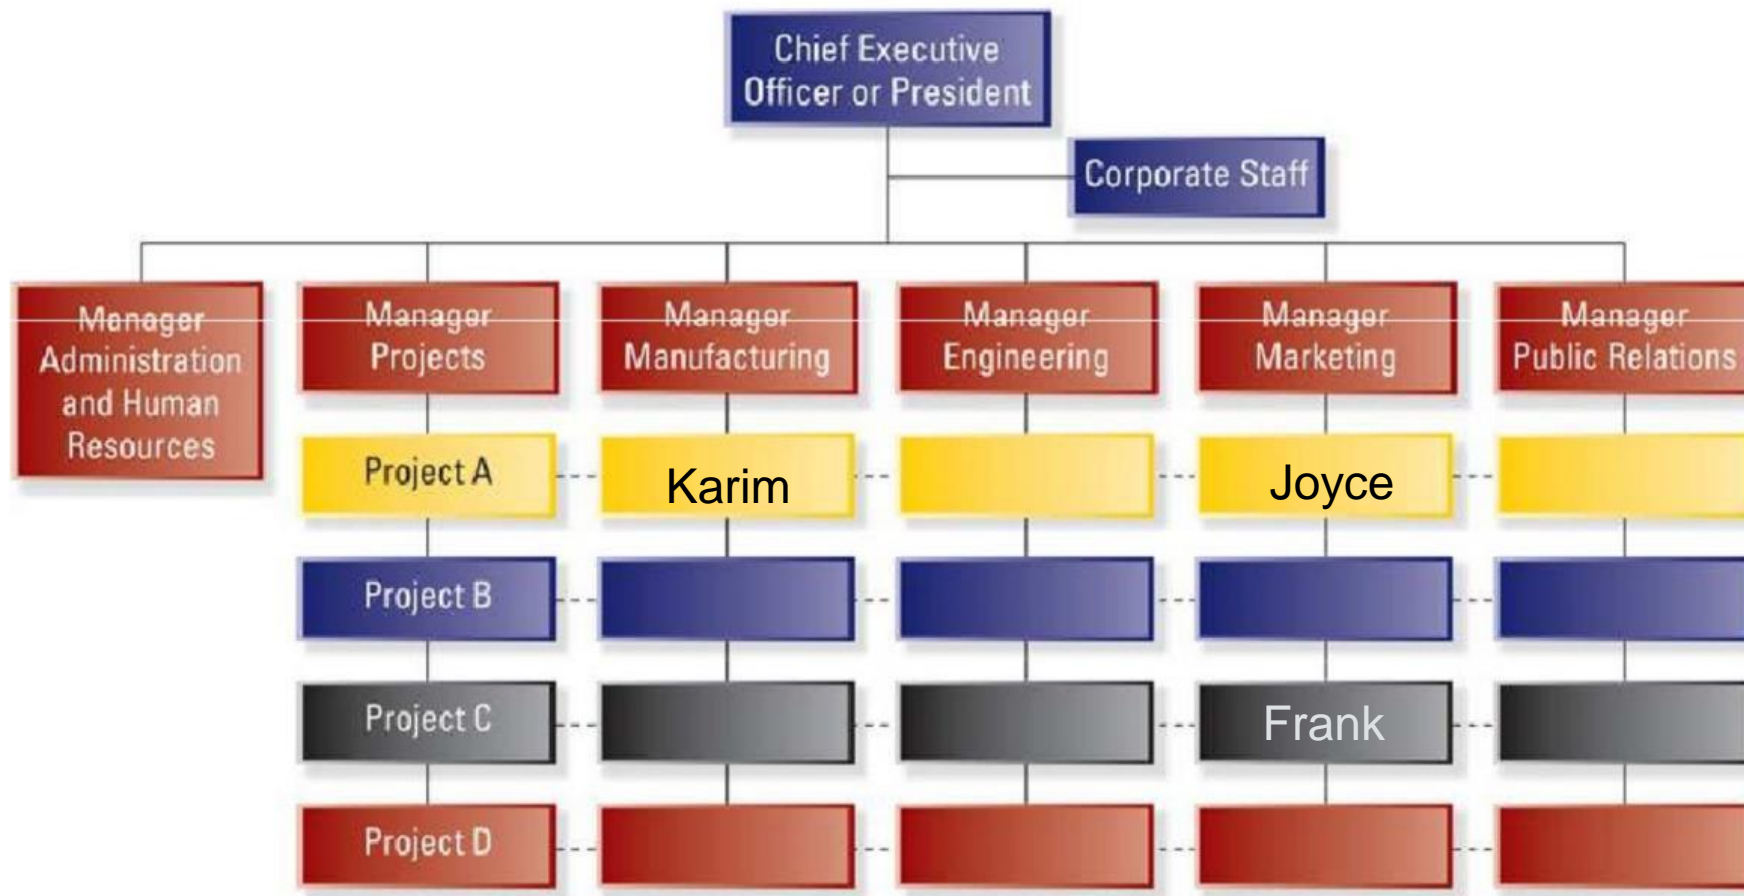 Chief Executive
Officer or President
Corporate Staff
Manager
Administration
and Human
Resources
Manager
Projects
Manager
Manufacturing
Manager
Engineering
Manager
Marketing
Manager
Public Relations
Project A
Karim
Joyce
Project B
Project C
Frank
Project D